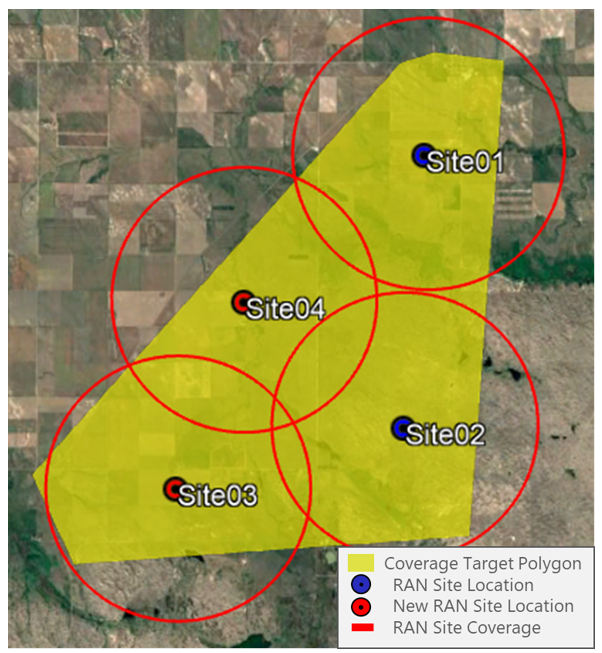 Site01
Site04
Site02
Site03
Coverage Target Polygon
RAN Site Location
New RAN Site Location
RAN Site Coverage